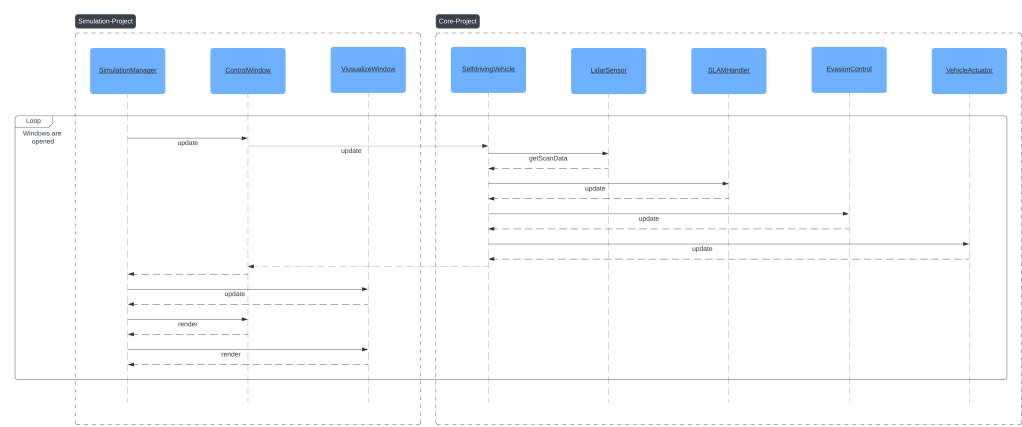 Simulation-Project
Core-Project
SimulationManager
ControlWindow
ViusualizeWindow
SelfdrivingVehicle
LidarSensor
SLAMHandler
EvasionControl
VehicleActuator
Loop
Windows are
opened
update
update
getScanData
update
update
update
update
render
render